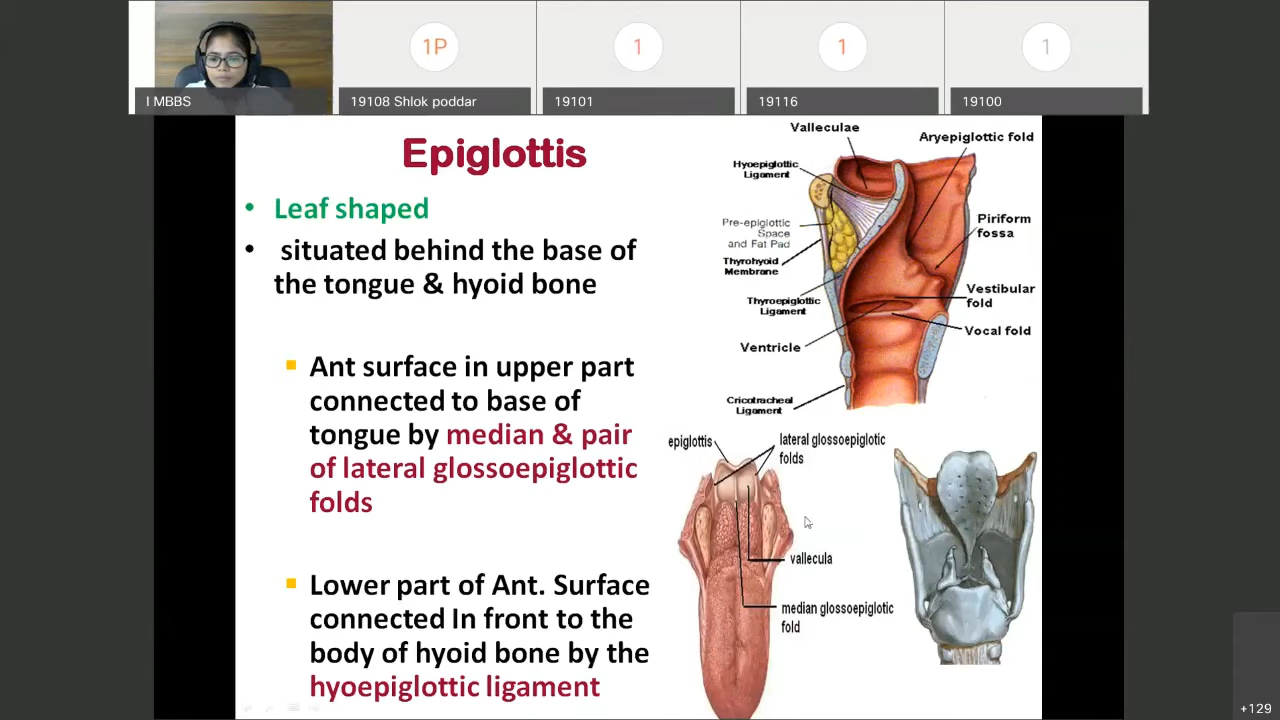 1P
1
1
1
I MBBS
19108 Shlok poddar
19101
19116
19100
Epiglottis
• Leaf shaped
• situated behind the base of
the tongue & hyoid bone
Ant surface in upper part
connected to base of
tongue by median & pair
of lateral glossoepiglottic
folds
Lower part of Ant. Surface
connected In front to the
body of hyoid bone by the
hyoepiglottic ligament
Valleculae
Aryepiglottic fold
Hyoepiglottic
Ligament
Pre-epiglottic
Space
and Fat Pad
Piriform
fossa
Thyrohyoid
Membrane
Thyroepiglottic
Ligament
Vestibular
fold
Vocal fold
Ventricle
Cricotracheal
Ligament
epiglottis
lateral glossoepiglotic
folds
vallecula
median glossoepiglotic
fold
+129